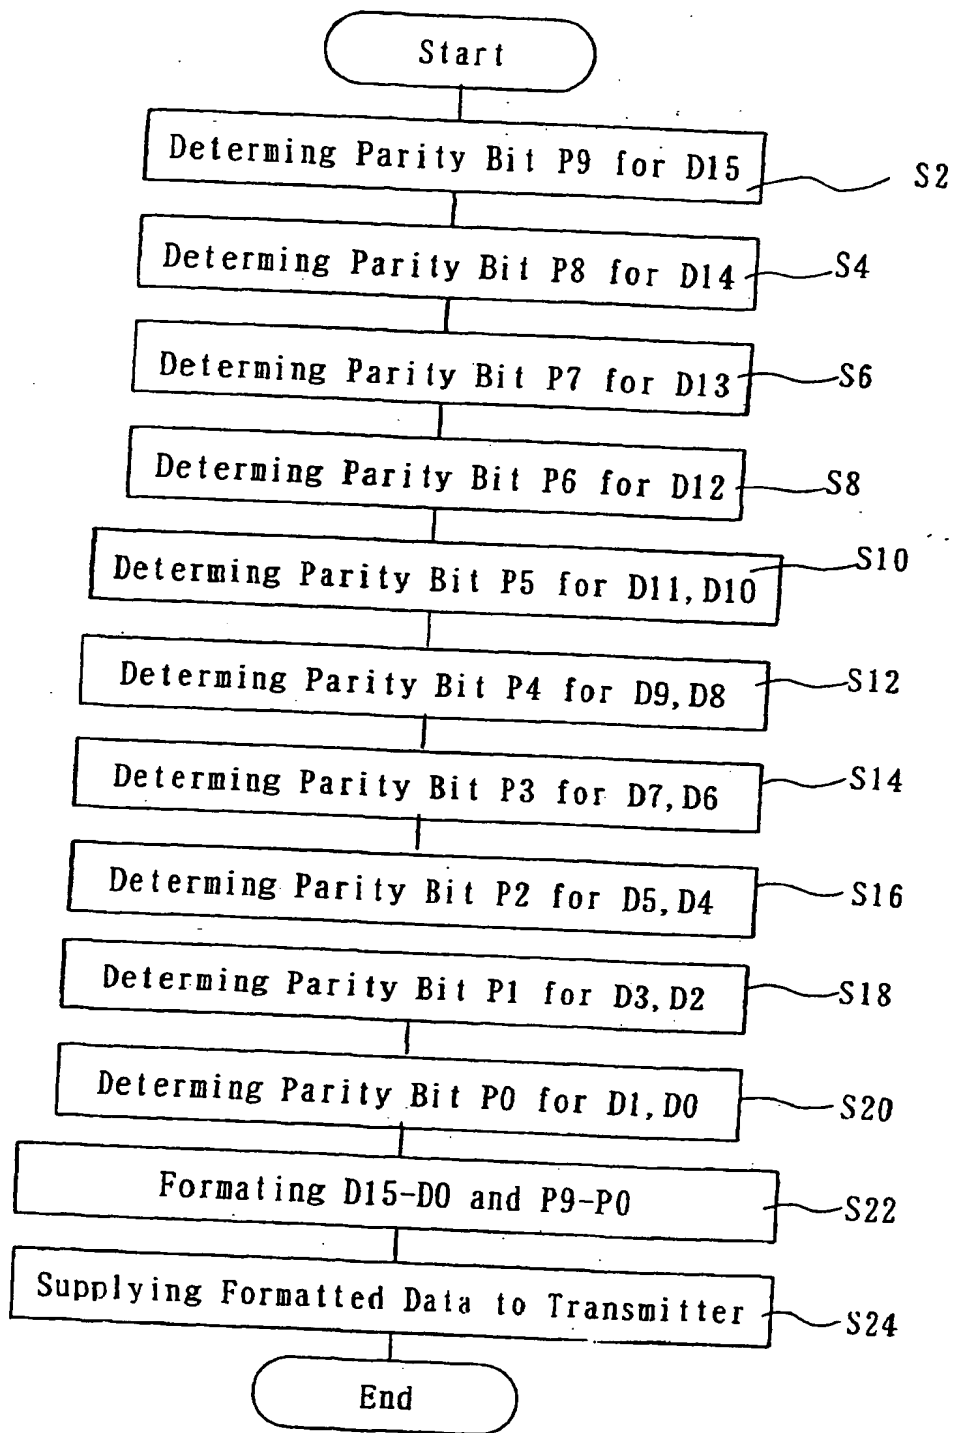 Start
Determing Parity Bit P9 for D15
S2
Determing Parity Bit P8 for D14
S4
Determing Parity Bit P7 for D13
S6
Determing Parity Bit P6 for D12
S8
Determing Parity Bit P5 for D11, D10
S10
Determing Parity Bit P4 for D9, D8
S12
Determing Parity Bit P3 for D7, D6
S14
Determing Parity Bit P2 for D5, D4
S16
Determing Parity Bit P1 for D3, D2
S18
Determing Parity Bit P0 for D1, D0
S20
Formating D15-D0 and P9-P0
S22
Supplying Formatted Data to Transmitter
S24
End